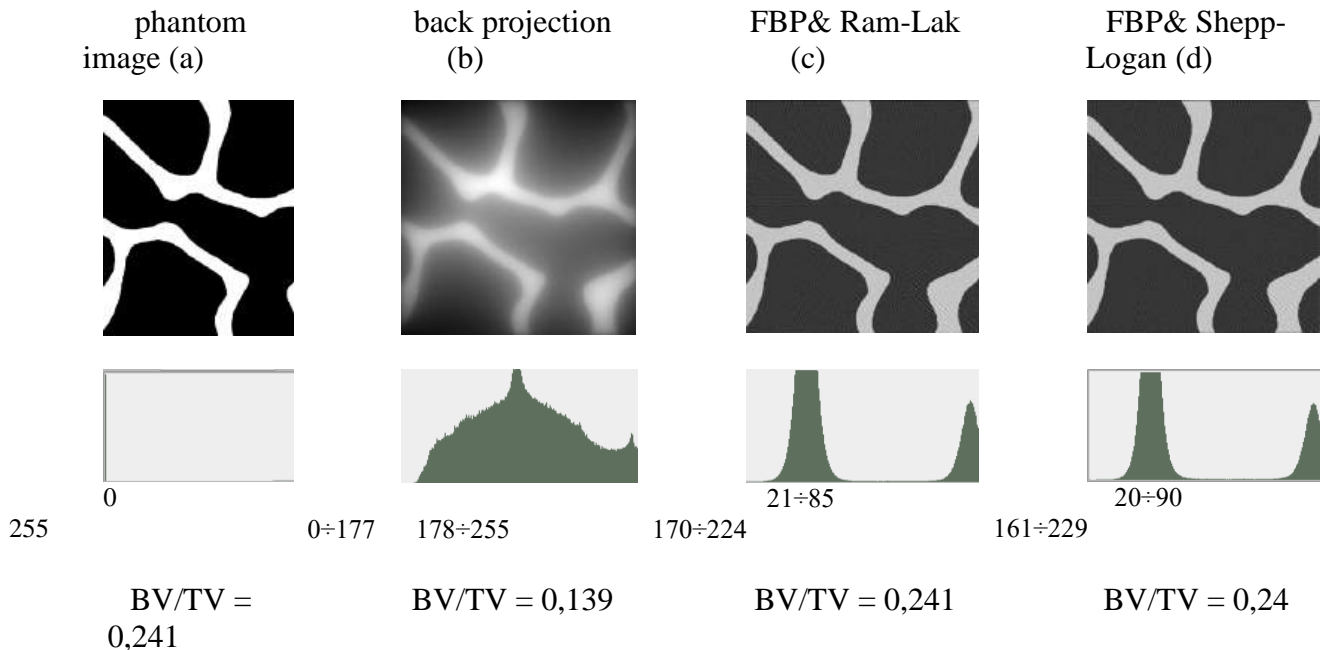 phantom image (a)
back projection (b)
FBP& Ram-Lak (c)
FBP& Shepp-Logan (d)
0
21÷85
20÷90
255
0÷177
178÷255
170÷224
161÷229
BV/TV = 0,241
BV/TV = 0,139
BV/TV = 0,241
BV/TV = 0,24